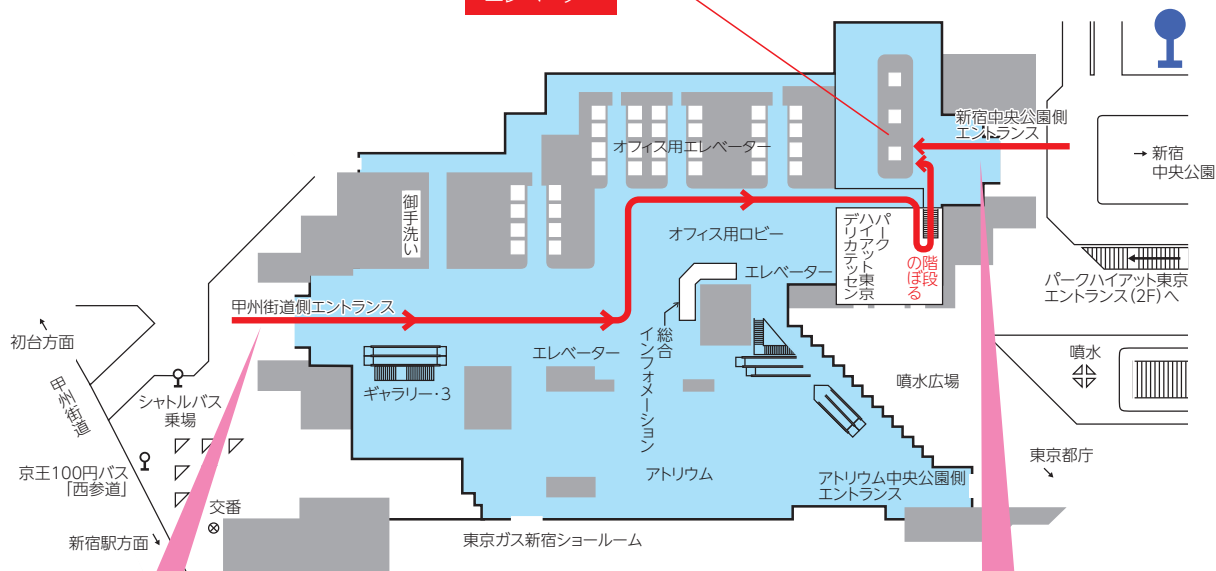 新宿中央公園側
エントランス
→ 新宿
中央公園
オフィス用エレベーター
御手洗い
オフィス用ロビー
パーク
ハイアット東京
デリカテッセン
階段
のぼる
エレベーター
パークハイアット東京
エントランス(2F)へ
甲州街道側エントランス
総合
インフォメーション
初台方面
エレベーター
噴水
噴水広場
甲州街道
シャトルバス
乗場
ギャラリー・3
京王100円バス
「西参道」
アトリウム
アトリウム中央公園側
エントランス
東京都庁
交番
新宿駅方面
東京ガス新宿ショールーム